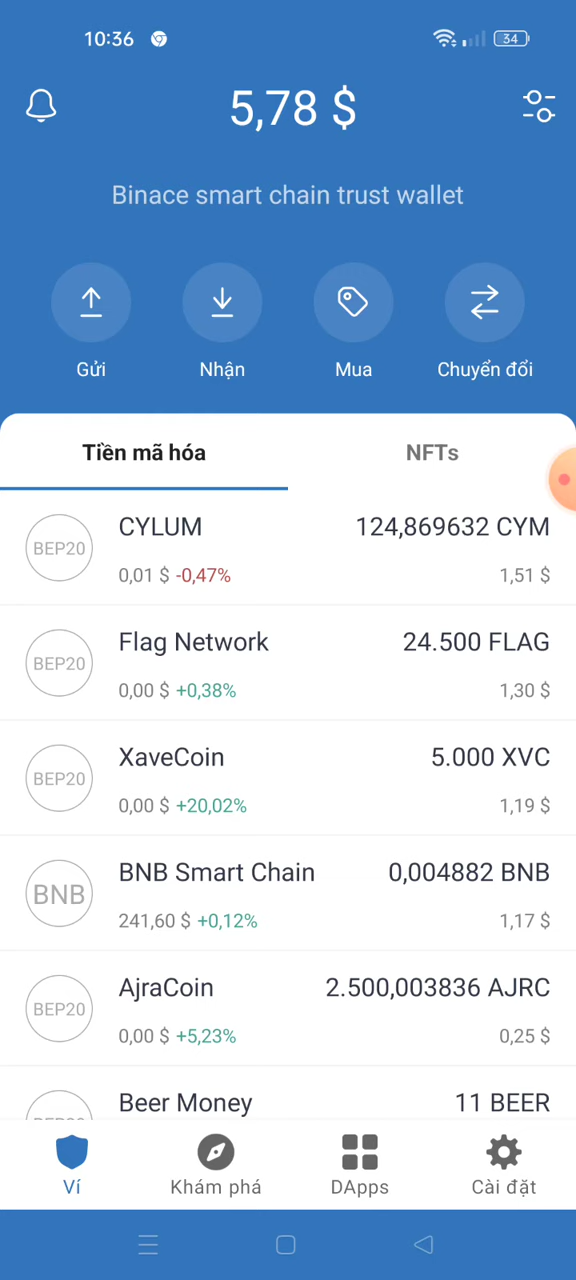 10:36
34
5,78 $
Binace smart chain trust wallet
Gửi
Nhận
Mua
Chuyển đổi
Tiền mã hóa
NFTs
BEP20
CYLUM
124,869632 CYM
0,01 $ -0,47%
1,51 $
BEP20
Flag Network
24.500 FLAG
0,00 $ +0,38%
1,30 $
BEP20
XaveCoin
5.000 XVC
0,00 $ +20,02%
1,19 $
BNB
BNB Smart Chain
0,004882 BNB
241,60 $ +0,12%
1,17 $
BEP20
AjraCoin
2.500,003836 AJRC
0,00 $ +5,23%
0,25 $
Beer Money
11 BEER
Ví
Khám phá
DApps
Cài đặt